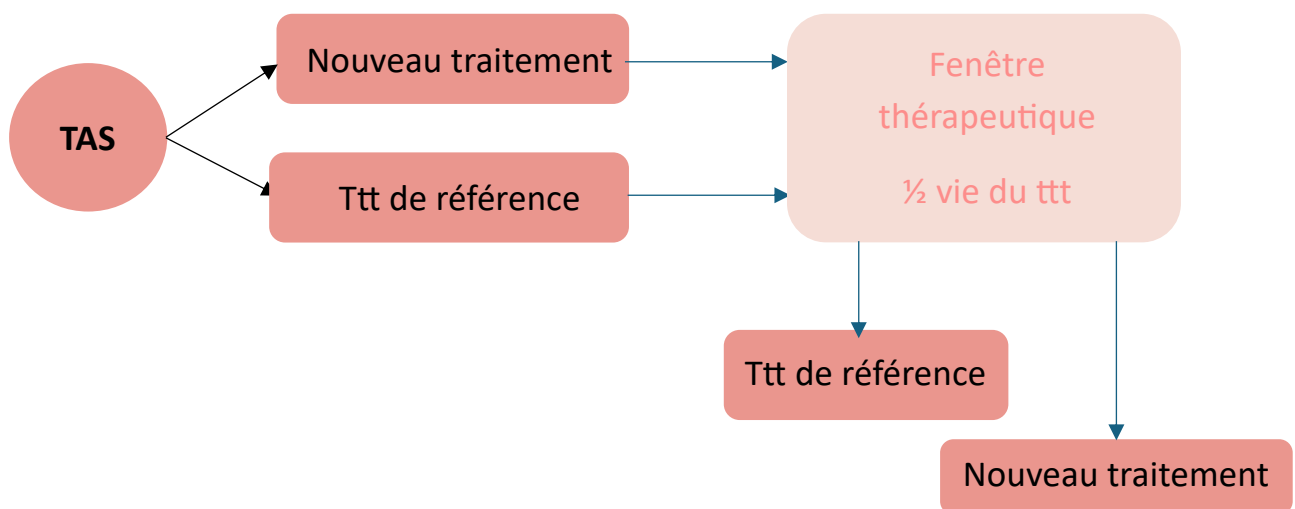 TAS
Nouveau traitement
Ttt de référence
Fenêtre
thérapeutique
½ vie du ttt
Ttt de référence
Nouveau traitement